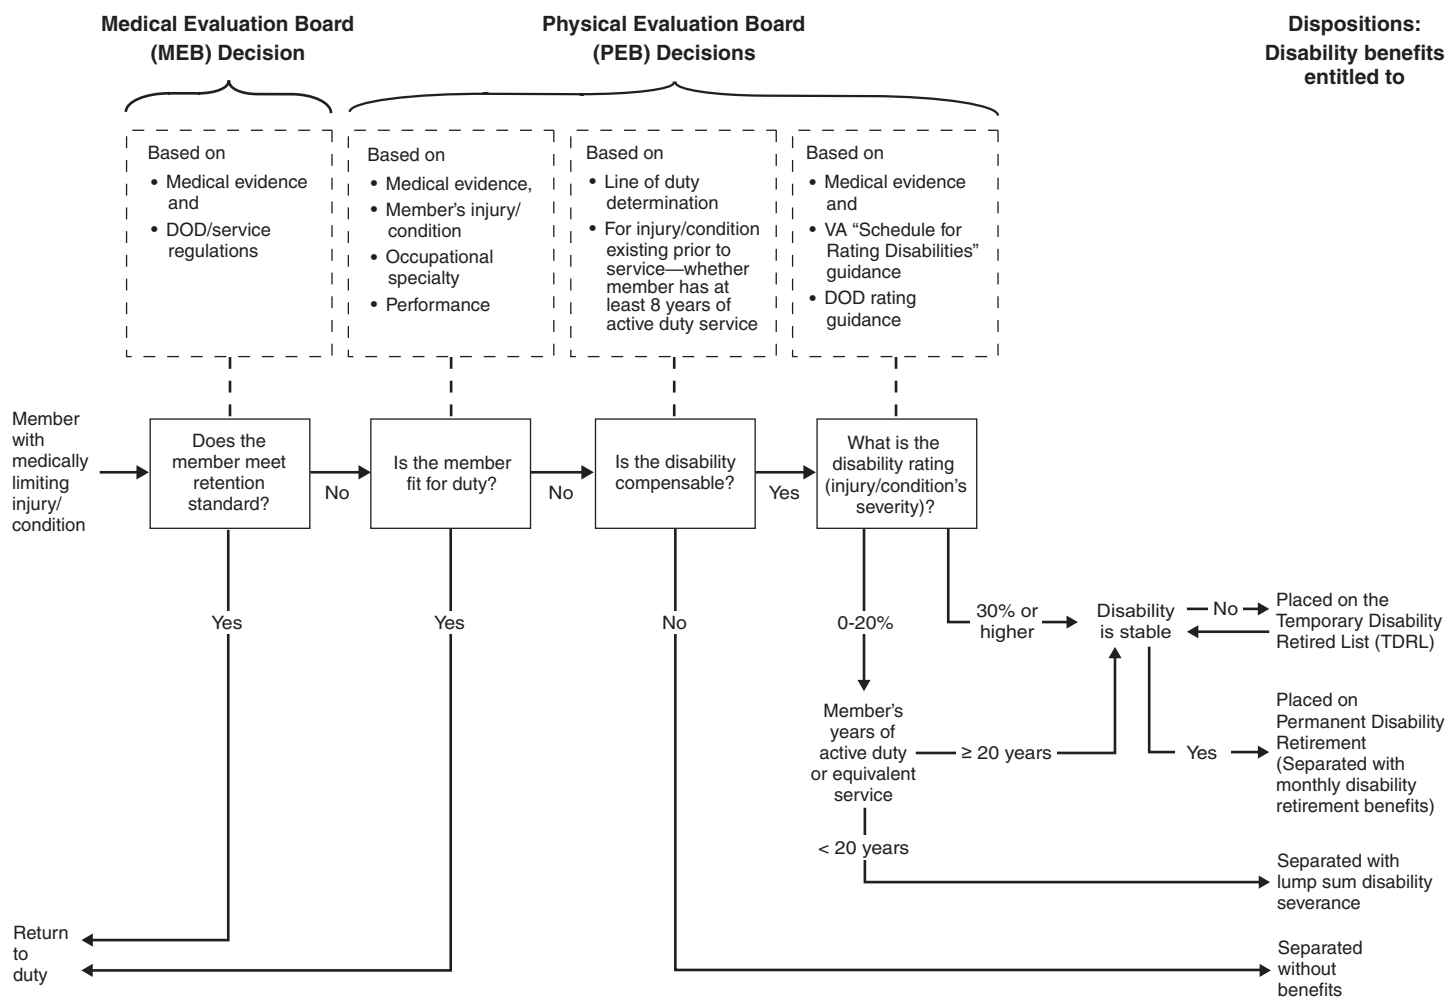 Medical Evaluation Board
(MEB) Decision
Physical Evaluation Board
(PEB) Decisions
Dispositions:
Disability benefits
entitled to
Based on
• Medical evidence
and
• DOD/service
regulations
Based on
• Medical evidence,
• Member's injury/
condition
• Occupational
specialty
• Performance
Based on
• Line of duty
determination
• For injury/condition
existing prior to
service—whether
member has at
least 8 years of
active duty service
Based on
• Medical evidence
and
• VA “Schedule for
Rating Disabilities”
guidance
• DOD rating
guidance
Member
with
medically
limiting
injury/
condition
Does the
member meet
retention
standard?
No
Is the member
fit for duty?
No
Is the disability
compensable?
Yes
What is the
disability rating
(injury/condition's
severity)?
Yes
Yes
No
0-20%
30% or
higher
Disability
is stable
No
Placed on the
Temporary Disability
Retired List (TDRL)
Member's
years of
active duty
or equivalent
service
≥ 20 years
Yes
Placed on
Permanent Disability
Retirement
(Separated with
monthly disability
retirement benefits)
< 20 years
Separated with
lump sum disability
severance
Return
to
duty
Separated
without
benefits